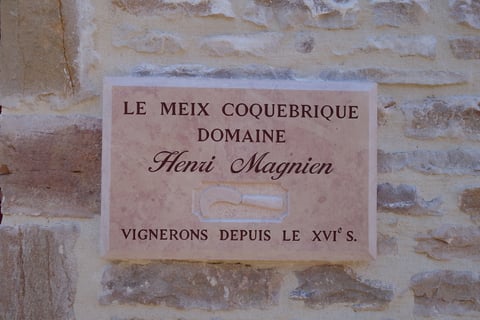 LE MEIX COQUEBRIQUE
DOMAINE
Henri Magnien
VIGNERONS DEPUIS LE XVIe S.